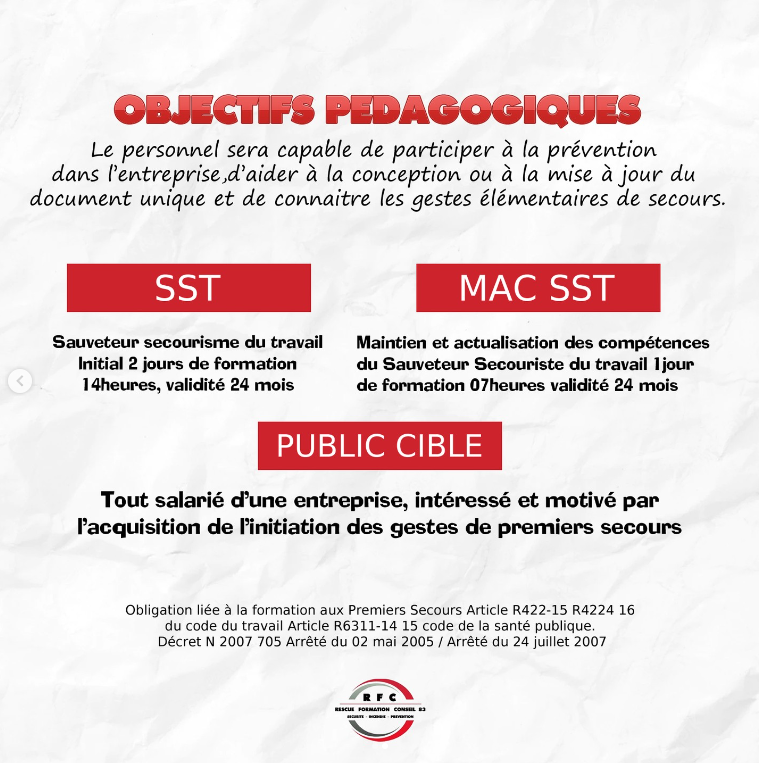 OBJECTIFS PEDAGOGIQUES
Le personnel sera capable de participer à la prévention
dans l'entreprise,d'aider à la conception ou à la mise à jour du
document unique et de connaitre les gestes élémentaires de secours.
SST
Sauveteur secourisme du travail
Initial 2 jours de formation
14heures, validité 24 mois
MAC SST
Maintien et actualisation des compétences
du Sauveteur Secouriste du travail 1jour
de formation 07heures validité 24 mois
PUBLIC CIBLE
Tout salarié d'une entreprise, intéressé et motivé par
l'acquisition de l'initiation des gestes de premiers secours
Obligation liée à la formation aux Premiers Secours Article R422-15 R4224 16
du code du travail Article R6311-14 15 code de la santé publique.
Décret N 2007 705 Arrêté du 02 mai 2005 / Arrêté du 24 juillet 2007
R F C
RESCUE FORMATION CONSEIL 83
SECURITE - INCENDIE - PREVENTION